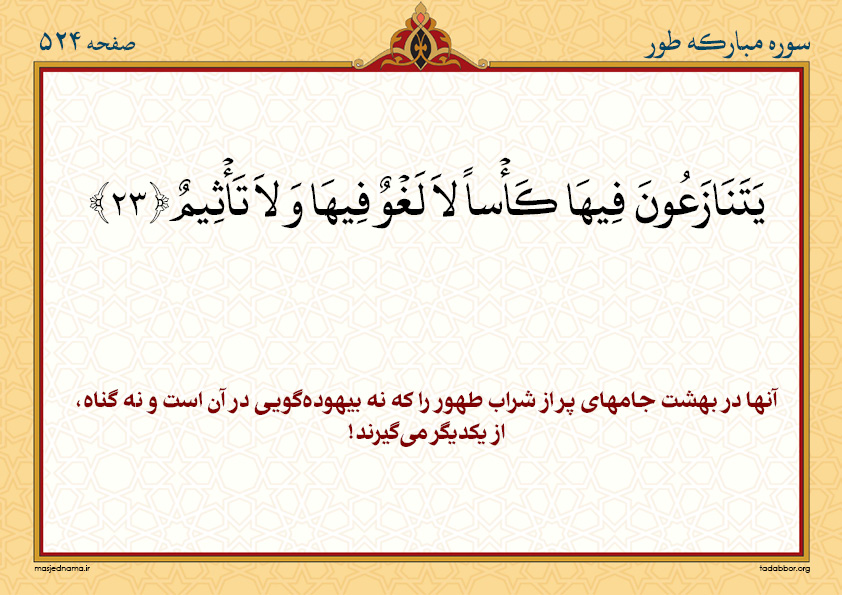 سوره مبارکه طور
صفحه ۵۲۴
يَتَنَازَعُونَ فِيهَا كَأْساً لاَ لَغْوٌ فِيهَا وَ لاَ تَأْثِيمٌ ﴿۲۳﴾
آنها در بهشت جامهای پر از شراب طهور را که نه بیهوده‌گویی در آن است و نه گناه،
از یکدیگر می‌گیرند!
masjednama.ir
tadabbor.org